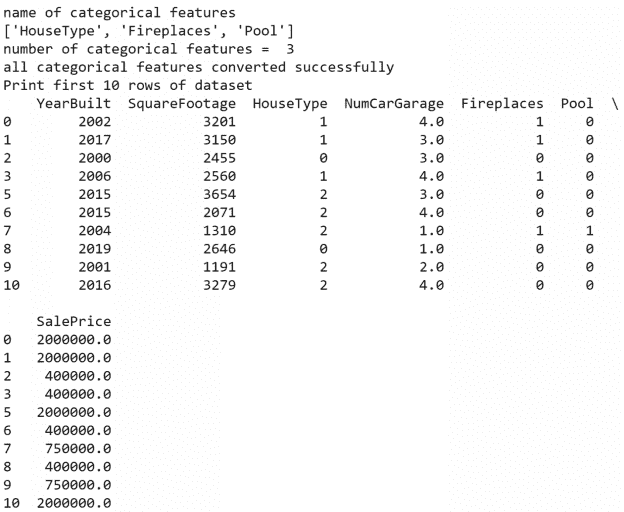 name of categorical features
['HouseType', 'Fireplaces', 'Pool']
number of categorical features =  3
all categorical features converted successfully
Print first 10 rows of dataset
    YearBuilt  SquareFootage  HouseType  NumCarGarage  Fireplaces  Pool  \
0        2002           3201          1           4.0           1     0
1        2017           3150          1           3.0           1     0
2        2000           2455          0           3.0           0     0
3        2006           2560          1           4.0           1     0
5        2015           3654          2           3.0           0     0
6        2015           2071          2           4.0           0     0
7        2004           1310          2           1.0           1     1
8        2019           2646          0           1.0           0     0
9        2001           1191          2           2.0           0     0
10       2016           3279          2           4.0           0     0
    SalePrice
0   2000000.0
1   2000000.0
2    400000.0
3    400000.0
5   2000000.0
6    400000.0
7    750000.0
8    400000.0
9    750000.0
10  2000000.0